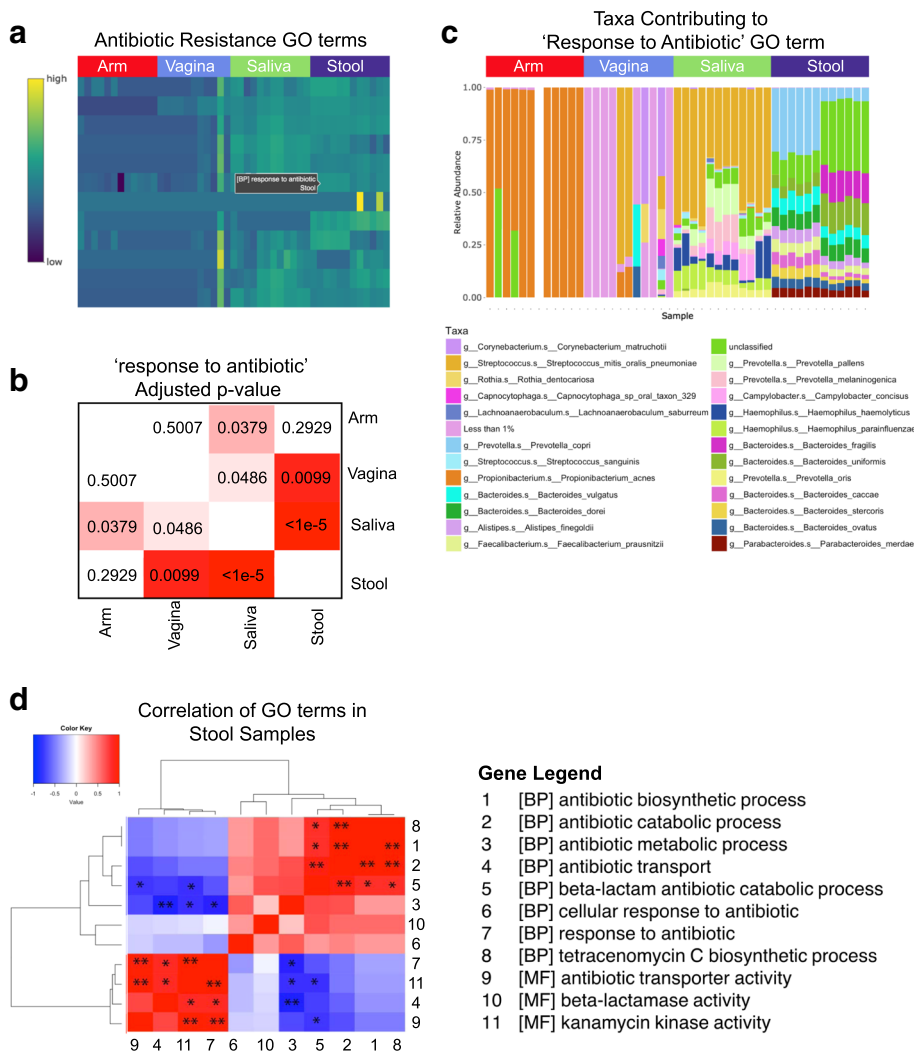 a
Antibiotic Resistance GO terms
Arm Vagina Saliva Stool
high
low
[BP] response to antibiotic
Stool
b
‘response to antibiotic’
Adjusted p-value
0.5007 0.0379 0.2929 Arm
0.5007 0.0486 0.0099 Vagina
0.0379 0.0486 <1e-5 Saliva
0.2929 0.0099 <1e-5 Stool
Arm Vagina Saliva Stool
c
Taxa Contributing to
‘Response to Antibiotic’ GO term
Arm Vagina Saliva Stool
Relative Abundance
1.00
0.75
0.50
0.25
0.00
Sample
Taxa
g__Corynebacterium.s__Corynebacterium_matruchotii
g__Streptococcus.s__Streptococcus_mitis_oralis_pneumoniae
g__Rothia.s__Rothia_dentocariosa
g__Capnocytophaga.s__Capnocytophaga_sp_oral_taxon_329
g__Lachnoanaerobaculum.s__Lachnoanaerobaculum_saburreum
Less than 1%
g__Prevotella.s__Prevotella_copri
g__Streptococcus.s__Streptococcus_sanguinis
g__Propionibacterium.s__Propionibacterium_acnes
g__Bacteroides.s__Bacteroides_vulgatus
g__Bacteroides.s__Bacteroides_dorei
g__Alistipes.s__Alistipes_finegoldii
g__Faecalibacterium.s__Faecalibacterium_prausnitzii
unclassified
g__Prevotella.s__Prevotella_pallens
g__Prevotella.s__Prevotella_melaninogenica
g__Campylobacter.s__Campylobacter_concisus
g__Haemophilus.s__Haemophilus_haemolyticus
g__Haemophilus.s__Haemophilus_parainfluenzae
g__Bacteroides.s__Bacteroides_fragilis
g__Bacteroides.s__Bacteroides_uniformis
g__Prevotella.s__Prevotella_oris
g__Bacteroides.s__Bacteroides_caccae
g__Bacteroides.s__Bacteroides_stercoris
g__Bacteroides.s__Bacteroides_ovatus
g__Parabacteroides.s__Parabacteroides_merdae
d
Correlation of GO terms in
Stool Samples
Color Key
-1 -0.5 0 0.5 1
Value
* ** 8
* ** ** 1
** ** ** 2
* * ** * * 5
** * * 3
10
6
** * ** * 7
** * ** * * 11
* * ** 4
** ** * 9
9 4 11 7 6 10 3 5 2 1 8
Gene Legend
1 [BP] antibiotic biosynthetic process
2 [BP] antibiotic catabolic process
3 [BP] antibiotic metabolic process
4 [BP] antibiotic transport
5 [BP] beta-lactam antibiotic catabolic process
6 [BP] cellular response to antibiotic
7 [BP] response to antibiotic
8 [BP] tetracenomycin C biosynthetic process
9 [MF] antibiotic transporter activity
10 [MF] beta-lactamase activity
11 [MF] kanamycin kinase activity